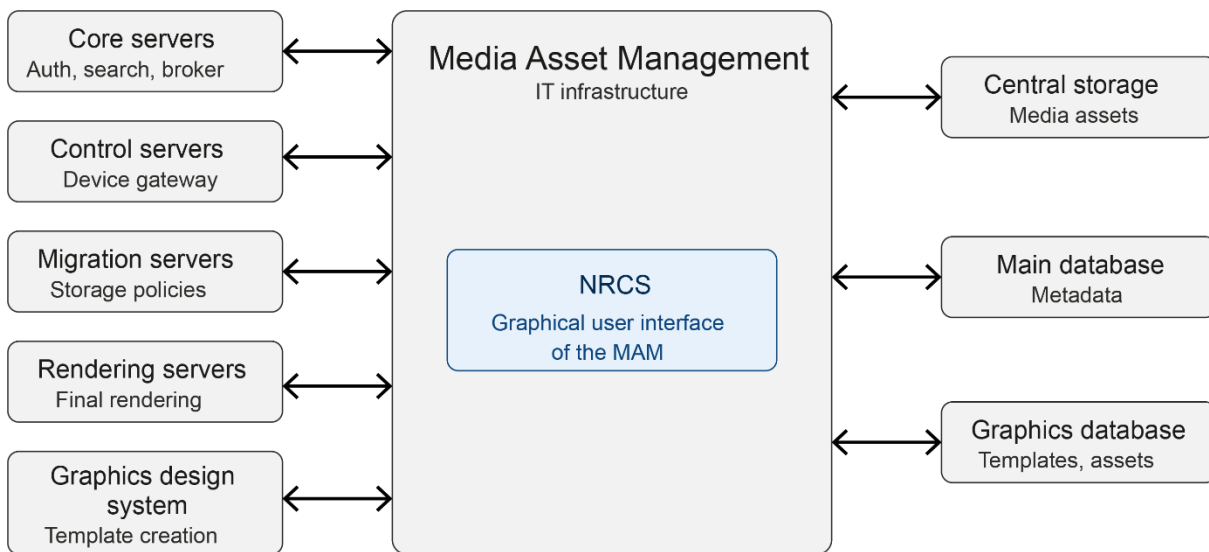 Core servers
Auth, search, broker
Control servers
Device gateway
Migration servers
Storage policies
Rendering servers
Final rendering
Graphics design
system
Template creation
Media Asset Management
IT infrastructure
NRCS
Graphical user interface
of the MAM
Central storage
Media assets
Main database
Metadata
Graphics database
Templates, assets